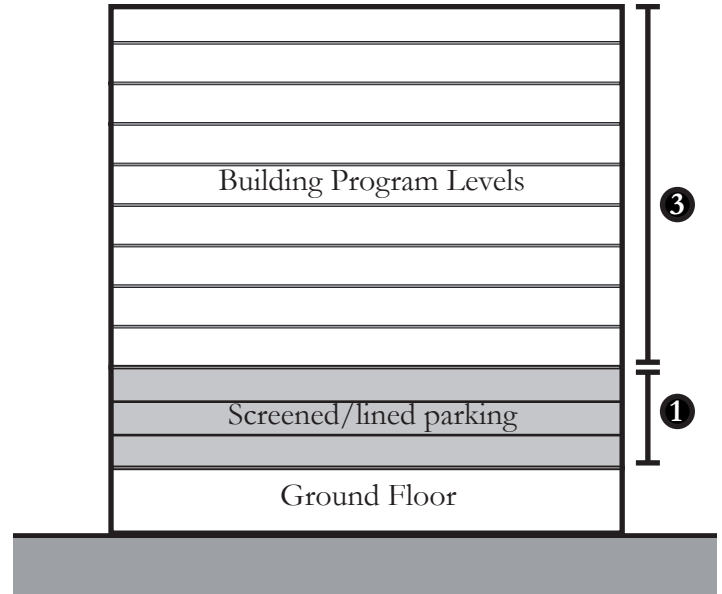 Building Program Levels
3
Screened/lined parking
1
Ground Floor